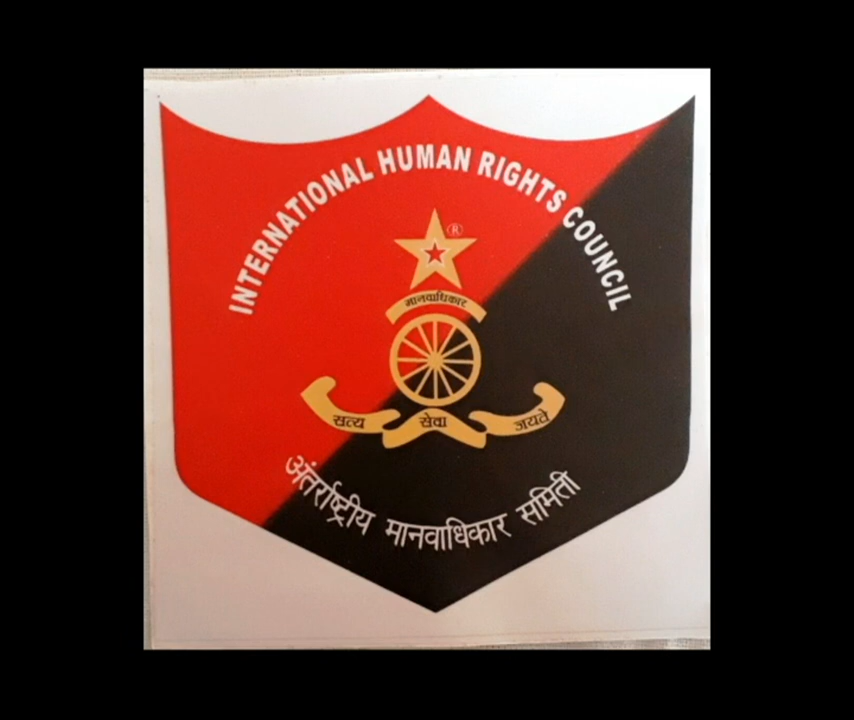 INTERNATIONAL HUMAN RIGHTS COUNCIL
®
मानवाधिकार
सत्य सेवा जयते
अंतर्राष्ट्रीय मानवाधिकार समिती